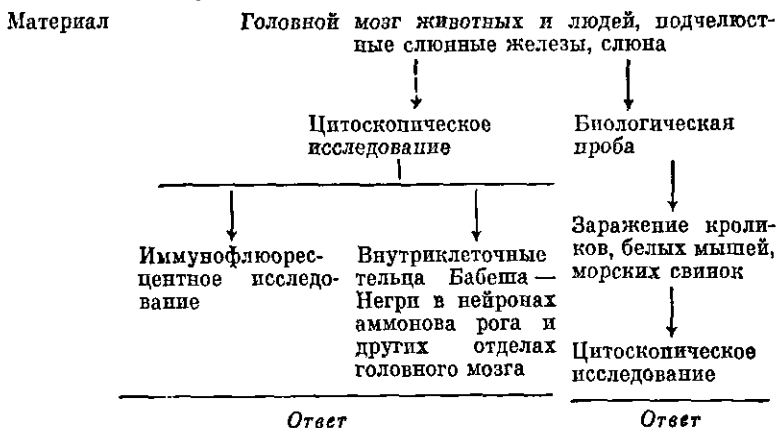 Материал
Головной мозг животных и людей, подчелюст-
ные слюнные железы, слюна
Цитоскопическое
исследование
Биологическая
проба
Иммунофлюорес-
центное исследо-
вание
Внутриклеточные
тельца Бабеша —
Негри в нейронах
аммонова рога и
других отделах
головного мозга
Заражение кроли-
ков, белых мышей,
морских свинок
Цитоскопическое
исследование
Ответ
Ответ